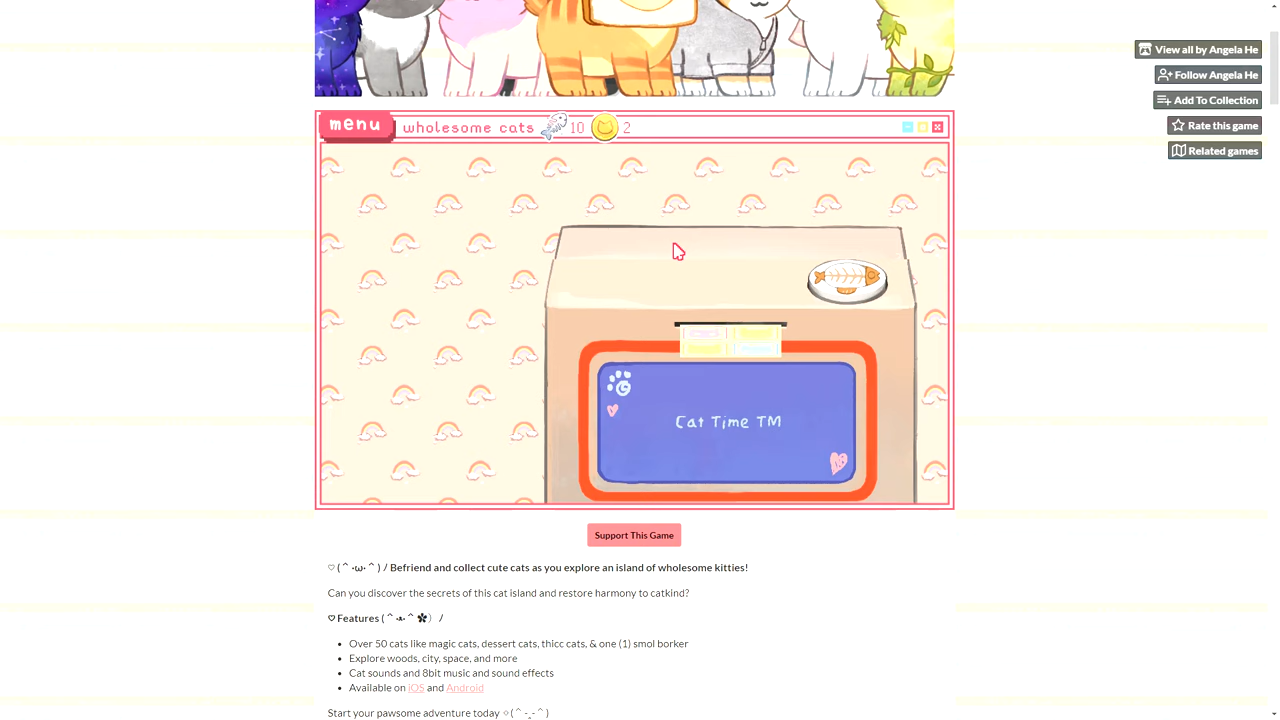 View all by Angela He
Follow Angela He
Add To Collection
Rate this game
Related games
menu wholesome cats 10 2
Cat Time TM
Support This Game
♡ ( ^ ·ω· ^ ) / Befriend and collect cute cats as you explore an island of wholesome kitties!
Can you discover the secrets of this cat island and restore harmony to catkind?
♡ Features ( ^ ·ﻌ· ^ ✿) /
• Over 50 cats like magic cats, dessert cats, thicc cats, & one (1) smol borker
• Explore woods, city, space, and more
• Cat sounds and 8bit music and sound effects
• Available on iOS and Android
Start your pawsome adventure today ✧( ^ -_- ^ )